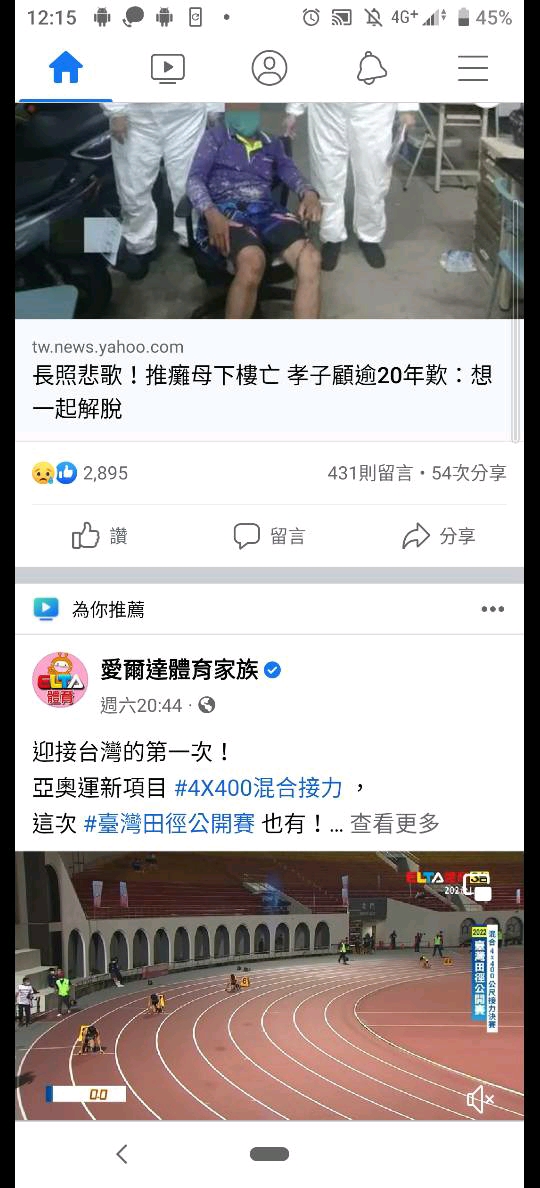 12:15
4G+
45%
tw.news.yahoo.com
長照悲歌！推癱母下樓亡 孝子顧逾20年歎：想
一起解脫
2,895
431則留言・54次分享
讚
留言
分享
為你推薦
ELTA
體育
愛爾達體育家族
週六20:44 ·
迎接台灣的第一次！
亞奧運新項目 #4X400混合接力 ，
這次 #臺灣田徑公開賽 也有！... 查看更多
ELTA
202
2022
臺灣田徑公開賽
混合4x400公尺接力決賽
0.0